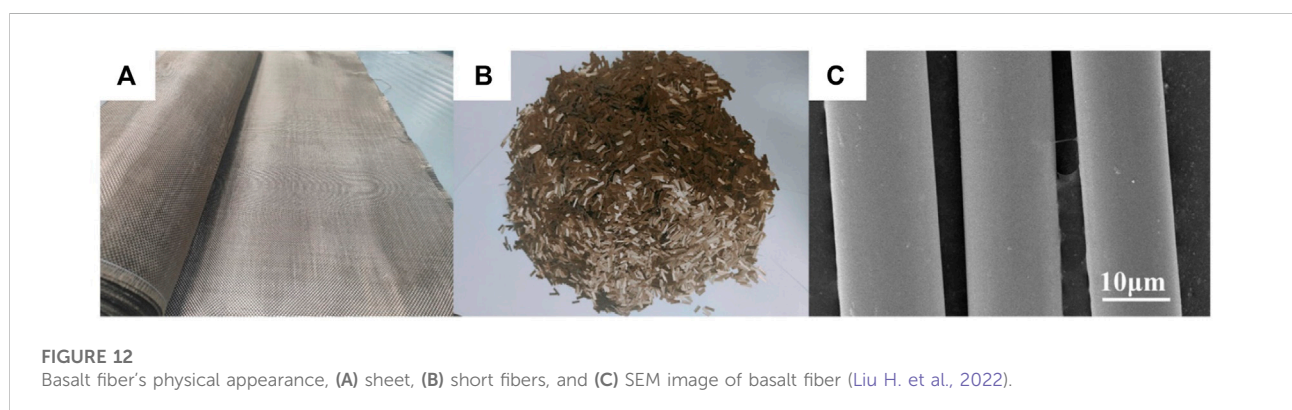 A
B
C
10μm
FIGURE 12
Basalt fiber's physical appearance, (A) sheet, (B) short fibers, and (C) SEM image of basalt fiber (Liu H. et al., 2022).